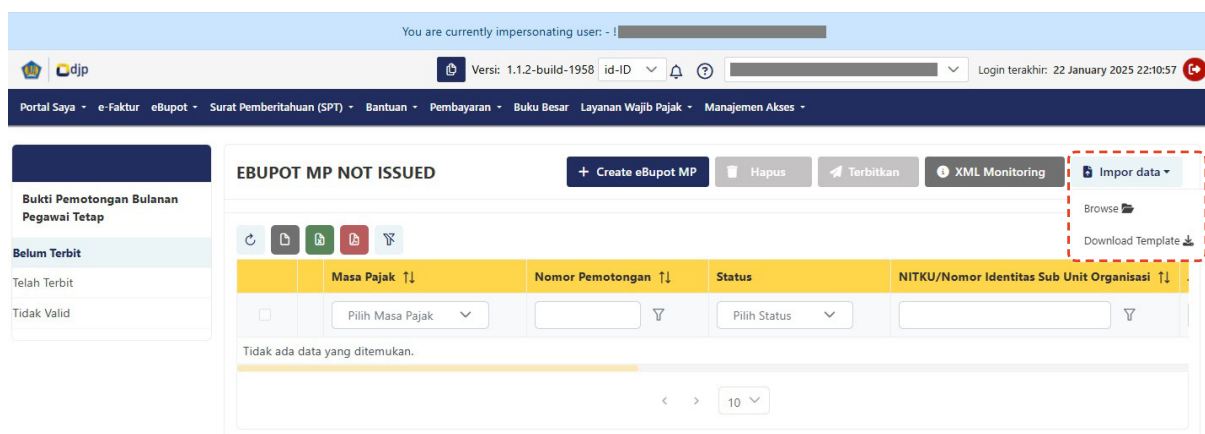 You are currently impersonating user: - !
djp
Versi: 1.1.2-build-1958 id-ID
Login terakhir: 22 January 2025 22:10:57
Portal Saya e-Faktur eBupot Surat Pemberitahuan (SPT) Bantuan Pembayaran Buku Besar Layanan Wajib Pajak Manajemen Akses
Bukti Pemotongan Bulanan
Pegawai Tetap
Belum Terbit
Telah Terbit
Tidak Valid
EBUPOT MP NOT ISSUED
+ Create eBupot MP
Hapus
Terbitkan
XML Monitoring
Impor data
Browse
Download Template
Masa Pajak Nomor Pemotongan Status NITKU/Nomor Identitas Sub Unit Organisasi
Pilih Masa Pajak Pilih Status
Tidak ada data yang ditemukan.
< > 10